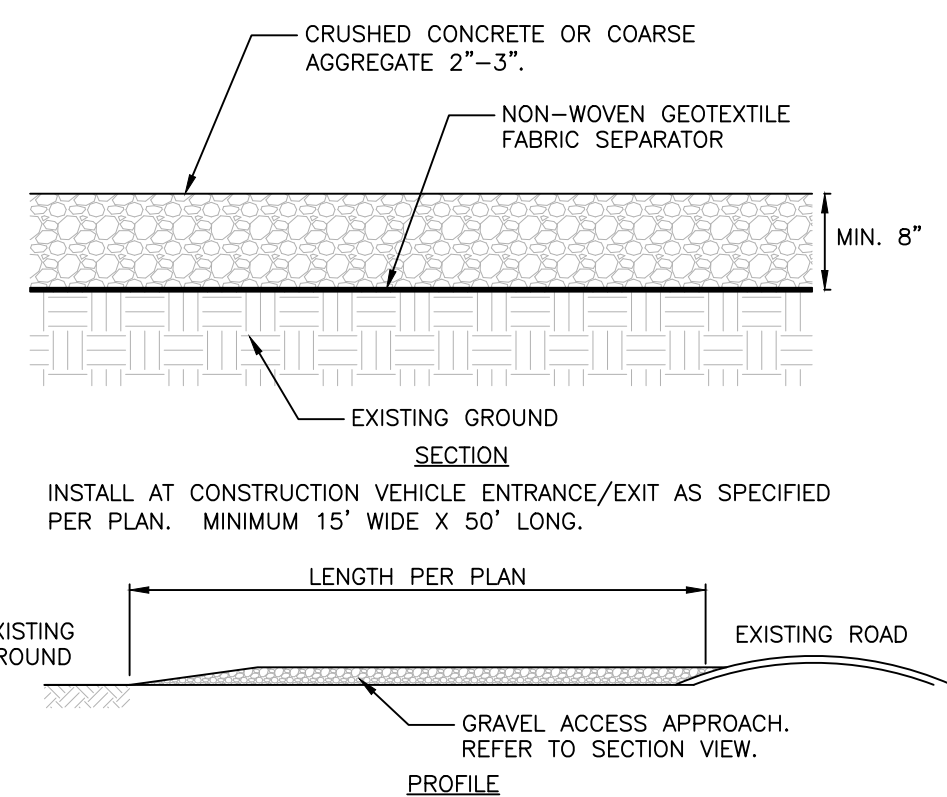 CRUSHED CONCRETE OR COARSE
AGGREGATE 2"-3".
NON-WOVEN GEOTEXTILE
FABRIC SEPARATOR
MIN. 8"
EXISTING GROUND
SECTION
INSTALL AT CONSTRUCTION VEHICLE ENTRANCE/EXIT AS SPECIFIED
PER PLAN. MINIMUM 15' WIDE X 50' LONG.
LENGTH PER PLAN
XISTING
ROUND
EXISTING ROAD
GRAVEL ACCESS APPROACH.
REFER TO SECTION VIEW.
PROFILE